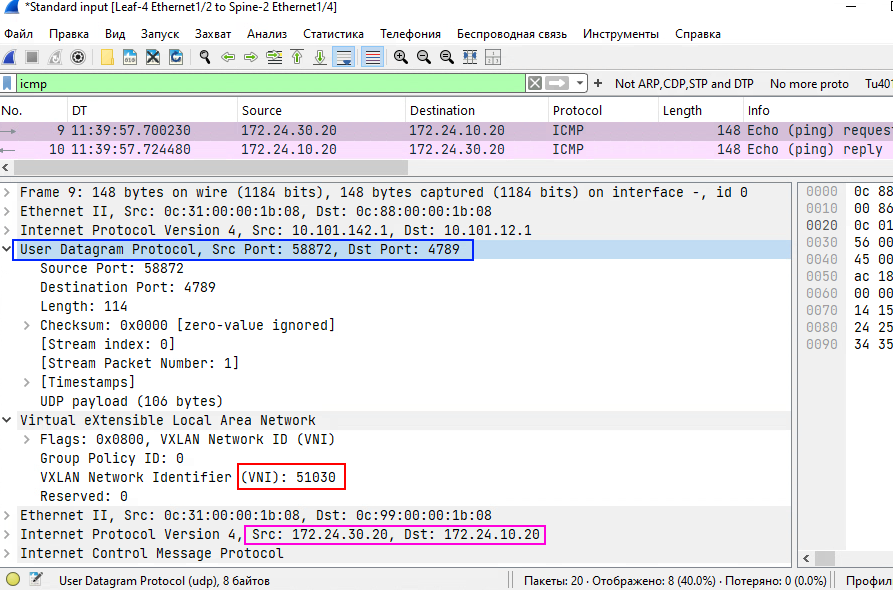 *Standard input [Leaf-4 Ethernet1/2 to Spine-2 Ethernet1/4]
Файл Правка Вид Запуск Захват Анализ Статистика Телефония Беспроводная связь Инструменты Справка
icmp + Not ARP,CDP,STP and DTP No more proto Tu401
No. DT Source Destination Protocol Length Info
9 11:39:57.700230 172.24.30.20 172.24.10.20 ICMP 148 Echo (ping) reques
10 11:39:57.724480 172.24.10.20 172.24.30.20 ICMP 148 Echo (ping) reply
Frame 9: 148 bytes on wire (1184 bits), 148 bytes captured (1184 bits) on interface -, id 0
Ethernet II, Src: 0c:31:00:00:1b:08, Dst: 0c:88:00:00:1b:08
Internet Protocol Version 4, Src: 10.101.142.1, Dst: 10.101.12.1
User Datagram Protocol, Src Port: 58872, Dst Port: 4789
Source Port: 58872
Destination Port: 4789
Length: 114
Checksum: 0x0000 [zero-value ignored]
[Stream index: 0]
[Stream Packet Number: 1]
[Timestamps]
UDP payload (106 bytes)
Virtual eXtensible Local Area Network
Flags: 0x0800, VXLAN Network ID (VNI)
Group Policy ID: 0
VXLAN Network Identifier (VNI): 51030
Reserved: 0
Ethernet II, Src: 0c:31:00:00:1b:08, Dst: 0c:99:00:00:1b:08
Internet Protocol Version 4, Src: 172.24.30.20, Dst: 172.24.10.20
Internet Control Message Protocol
0000 0c 88
0010 00 86
0020 0c 01
0030 56 00
0040 45 00
0050 ac 18
0060 00 00
0070 14 15
0080 24 25
0090 34 35
User Datagram Protocol (udp), 8 байтов Пакеты: 20 · Отображено: 8 (40.0%) · Потеряно: 0 (0.0%) Профил